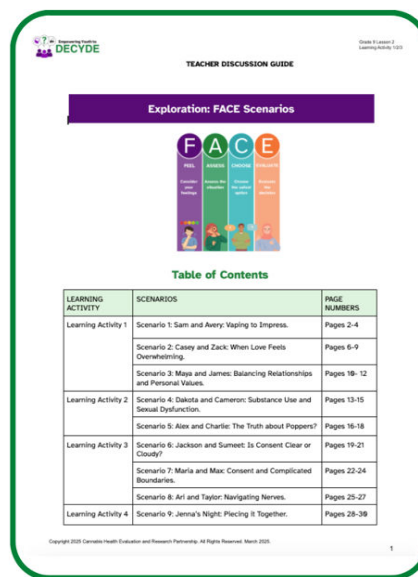 Empowering Youth to
DECYDE
Grade 9 Lesson 2
Learning Activity 1/2/3
TEACHER DISCUSSION GUIDE
Exploration: FACE Scenarios
F A C E
FEEL ASSESS CHOOSE EVALUATE
Consider your feelings
Assess the situation
Table of Contents
LEARNING ACTIVITY SCENARIOS PAGE NUMBERS
Learning Activity 1 Scenario 1: Sam and Avery: Vaping to Impress. Pages 2-4
Scenario 2: Casey and Zack: When Love Feels
Overwhelming. Pages 6-9
Scenario 3: Maya and James: Balancing Relationships
and Personal Values. Pages 10- 12
Learning Activity 2 Scenario 4: Dakota and Cameron: Substance Use and
Sexual Dysfunction. Pages 13-15
Scenario 5: Alex and Charlie: The Truth about Poppers? Pages 16-18
Learning Activity 3 Scenario 6: Jackson and Sumeet: Is Consent Clear or
Cloudy? Pages 19-21
Scenario 7: Maria and Max: Consent and Complicated
Boundaries. Pages 22-24
Scenario 8: Ari and Taylor: Navigating Nerves. Pages 25-27
Learning Activity 4 Scenario 9: Jenna's Night: Piecing it Together. Pages 28-30
Copyright 2025 Cannabis Health Evaluation and Research Partnership. All Rights Reserved. March 2025.
1